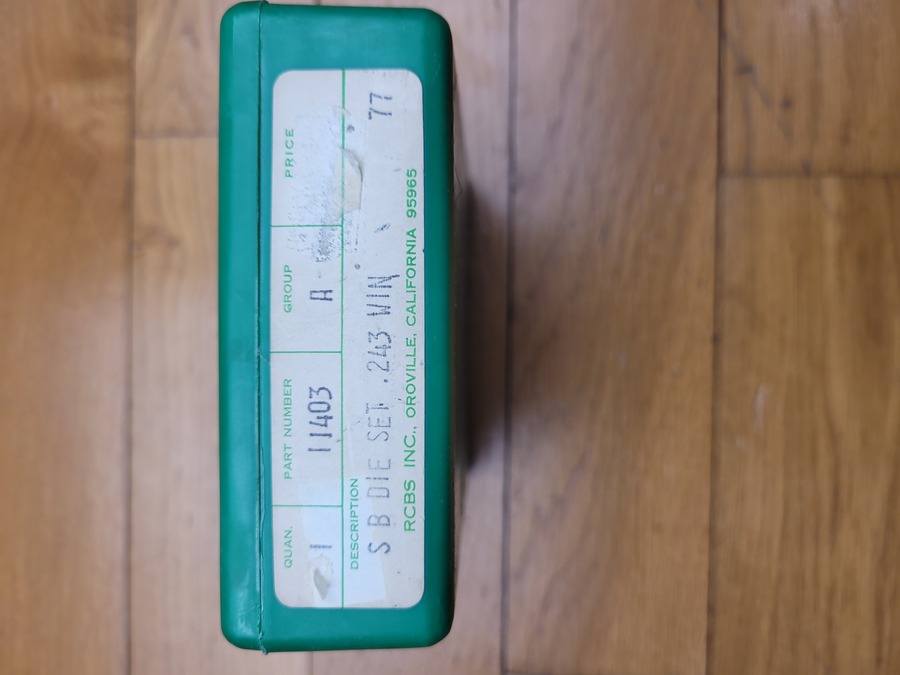 QUAN. PART NUMBER GROUP PRICE
1 11403 A
DESCRIPTION
S B DIE SET .243 WIN 77
RCBS INC., OROVILLE, CALIFORNIA 95965